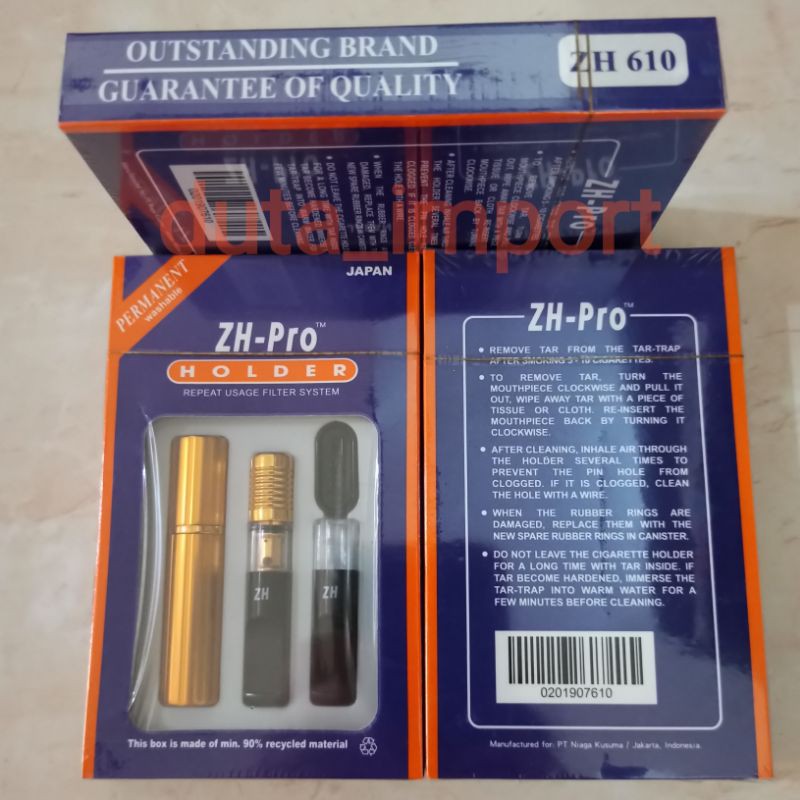 OUTSTANDING BRAND
GUARANTEE OF QUALITY
ZH 610
ZH-Pro
duta_import
PERMANENT
washable
JAPAN
ZH-Pro™
HOLDER
REPEAT USAGE FILTER SYSTEM
ZH
ZH
This box is made of min. 90% recycled material
ZH-Pro™
• REMOVE TAR FROM THE TAR-TRAP
AFTER SMOKING 5 - 10 CIGARETTES.
• TO REMOVE TAR, TURN THE
MOUTHPIECE CLOCKWISE AND PULL IT
OUT, WIPE AWAY TAR WITH A PIECE OF
TISSUE OR CLOTH. RE-INSERT THE
MOUTHPIECE BACK BY TURNING IT
CLOCKWISE.
• AFTER CLEANING, INHALE AIR THROUGH
THE HOLDER SEVERAL TIMES TO
PREVENT THE PIN HOLE FROM
CLOGGED. IF IT IS CLOGGED, CLEAN
THE HOLE WITH A WIRE.
• WHEN THE RUBBER RINGS ARE
DAMAGED, REPLACE THEM WITH THE
NEW SPARE RUBBER RINGS IN CANISTER.
• DO NOT LEAVE THE CIGARETTE HOLDER
FOR A LONG TIME WITH TAR INSIDE. IF
TAR BECOME HARDENED, IMMERSE THE
TAR-TRAP INTO WARM WATER FOR A
FEW MINUTES BEFORE CLEANING.
0201907610
Manufactured for: PT Niaga Kusuma / Jakarta, Indonesia.